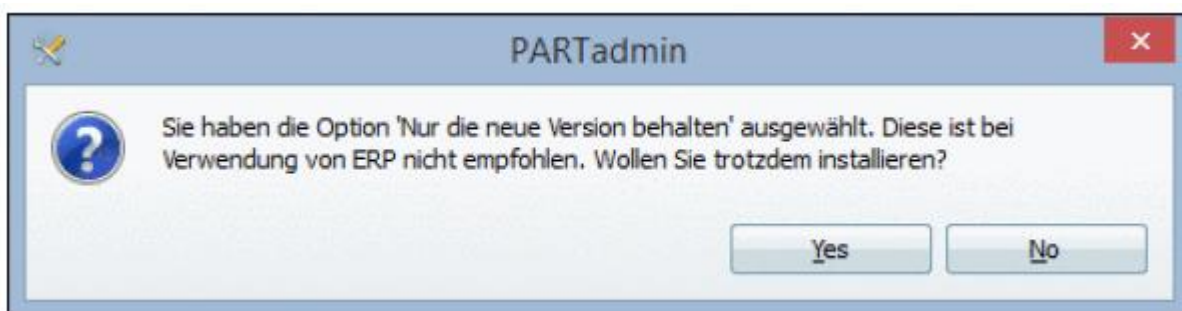 PARTadmin
Sie haben die Option 'Nur die neue Version behalten' ausgewählt. Diese ist bei
Verwendung von ERP nicht empfohlen. Wollen Sie trotzdem installieren?
Yes
No